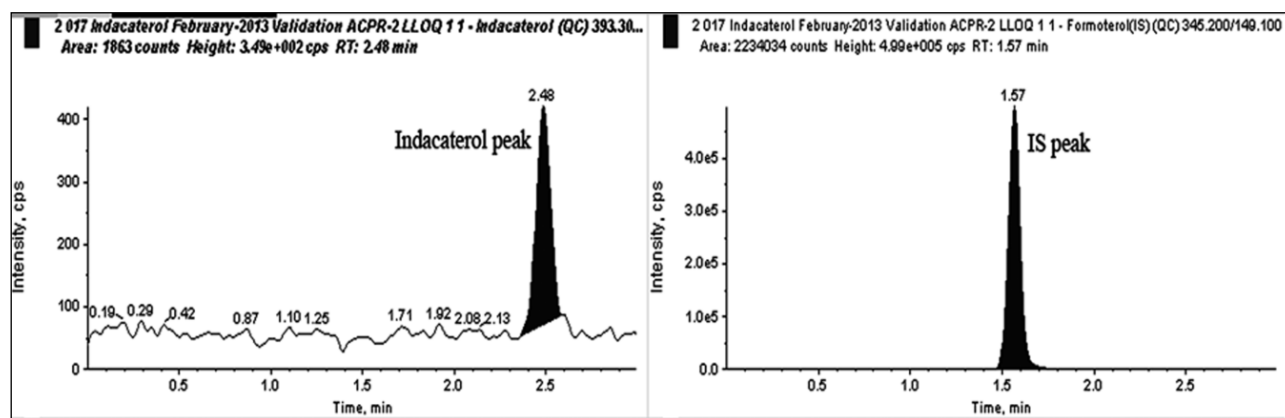 2 017 Indacaterol February-2013 Validation ACPR-2 LLOQ 1 1 - Indacaterol (QC) 393.30...
Area: 1863 counts Height: 3.49e+002 cps RT: 2.48 min
2.48
Indacaterol peak
400
300
200
100
0
Intensity, cps
0.19
0.29
0.42
0.87
1.10
1.25
1.71
1.92
2.08
2.13
0.5
1.0
1.5
2.0
2.5
Time, min
2 017 Indacaterol February-2013 Validation ACPR-2 LLOQ 1 1 - Formoterol(IS) (QC) 345.200/149.100
Area: 2234034 counts Height: 4.99e+005 cps RT: 1.57 min
1.57
IS peak
4.0e5
3.0e5
2.0e5
1.0e5
0.0
Intensity, cps
0.5
1.0
1.5
2.0
2.5
Time, min